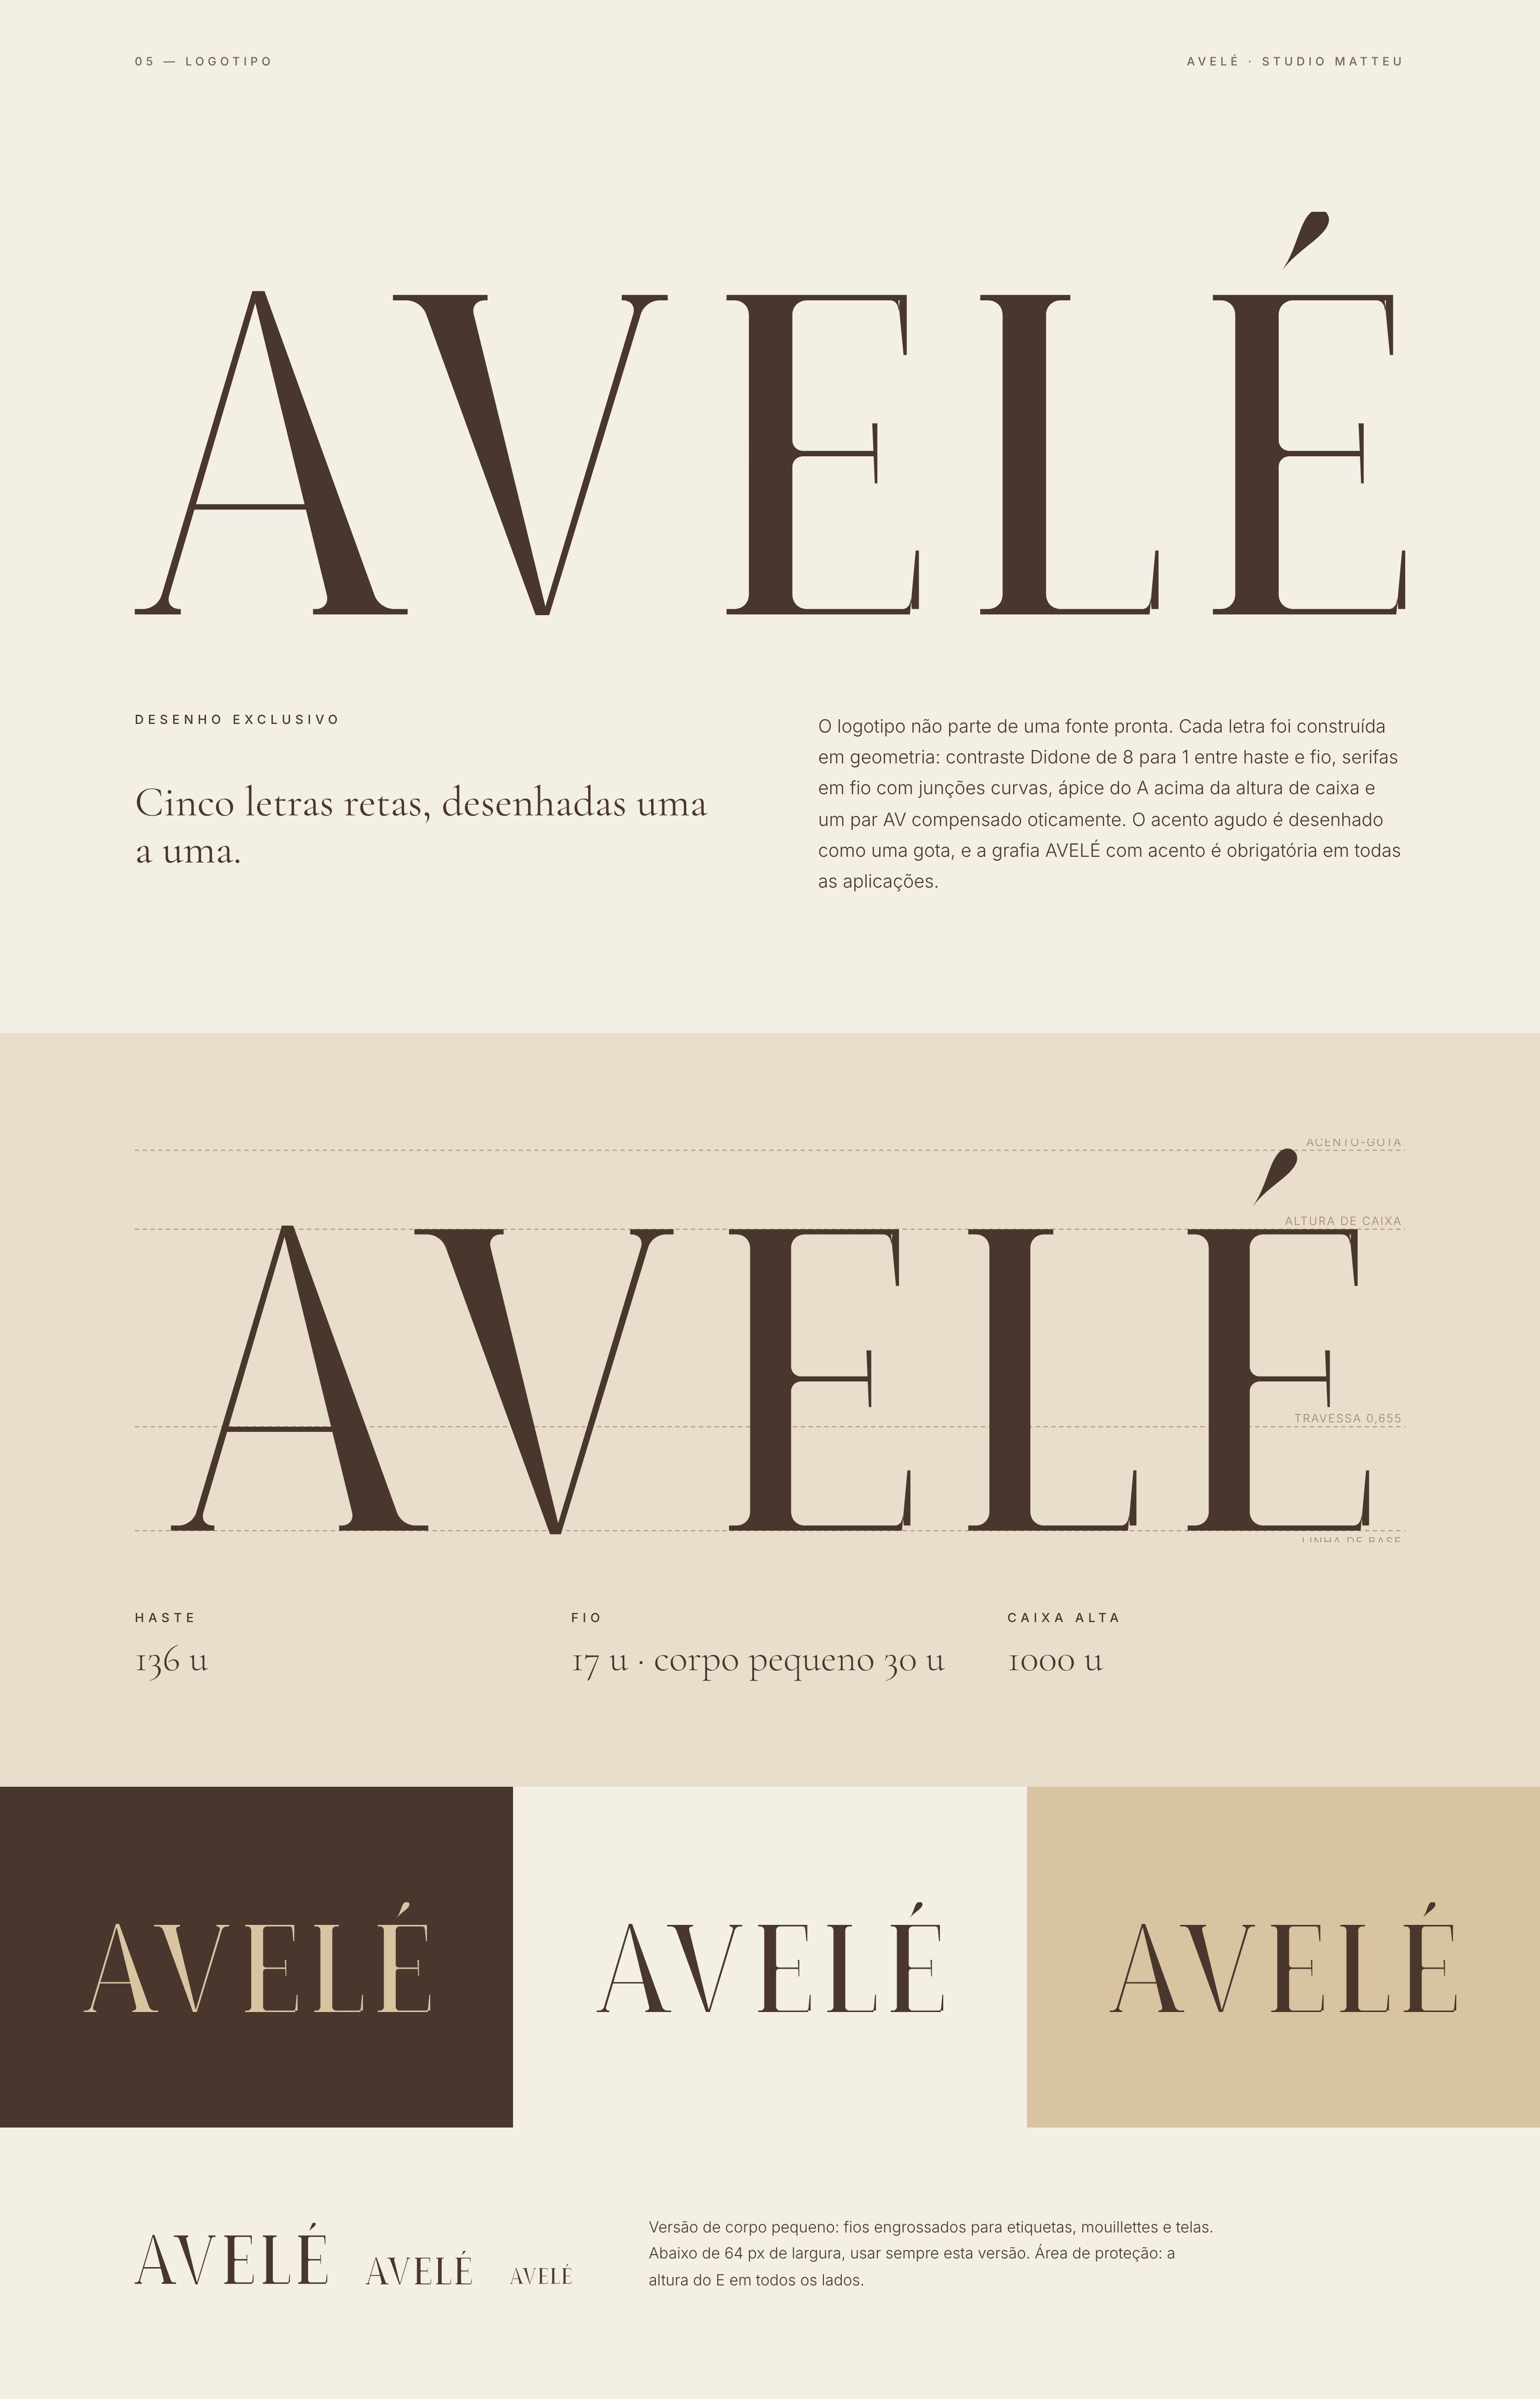 05 — LOGOTIPO
AVELÉ · STUDIO MATTEU
AVELÉ
DESENHO EXCLUSIVO
Cinco letras retas, desenhadas uma
a uma.
O logotipo não parte de uma fonte pronta. Cada letra foi construída
em geometria: contraste Didone de 8 para 1 entre haste e fio, serifas
em fio com junções curvas, ápice do A acima da altura de caixa e
um par AV compensado oticamente. O acento agudo é desenhado
como uma gota, e a grafia AVELÉ com acento é obrigatória em todas
as aplicações.
ACENTO-GOTA
ALTURA DE CAIXA
AVELÉ
TRAVESSA 0,655
LINHA DE BASE
HASTE
136 u
FIO
17 u · corpo pequeno 30 u
CAIXA ALTA
1000 u
AVELÉ
AVELÉ
AVELÉ
AVELÉ
AVELÉ
AVELÉ
Versão de corpo pequeno: fios engrossados para etiquetas, mouillettes e telas.
Abaixo de 64 px de largura, usar sempre esta versão. Área de proteção: a
altura do E em todos os lados.